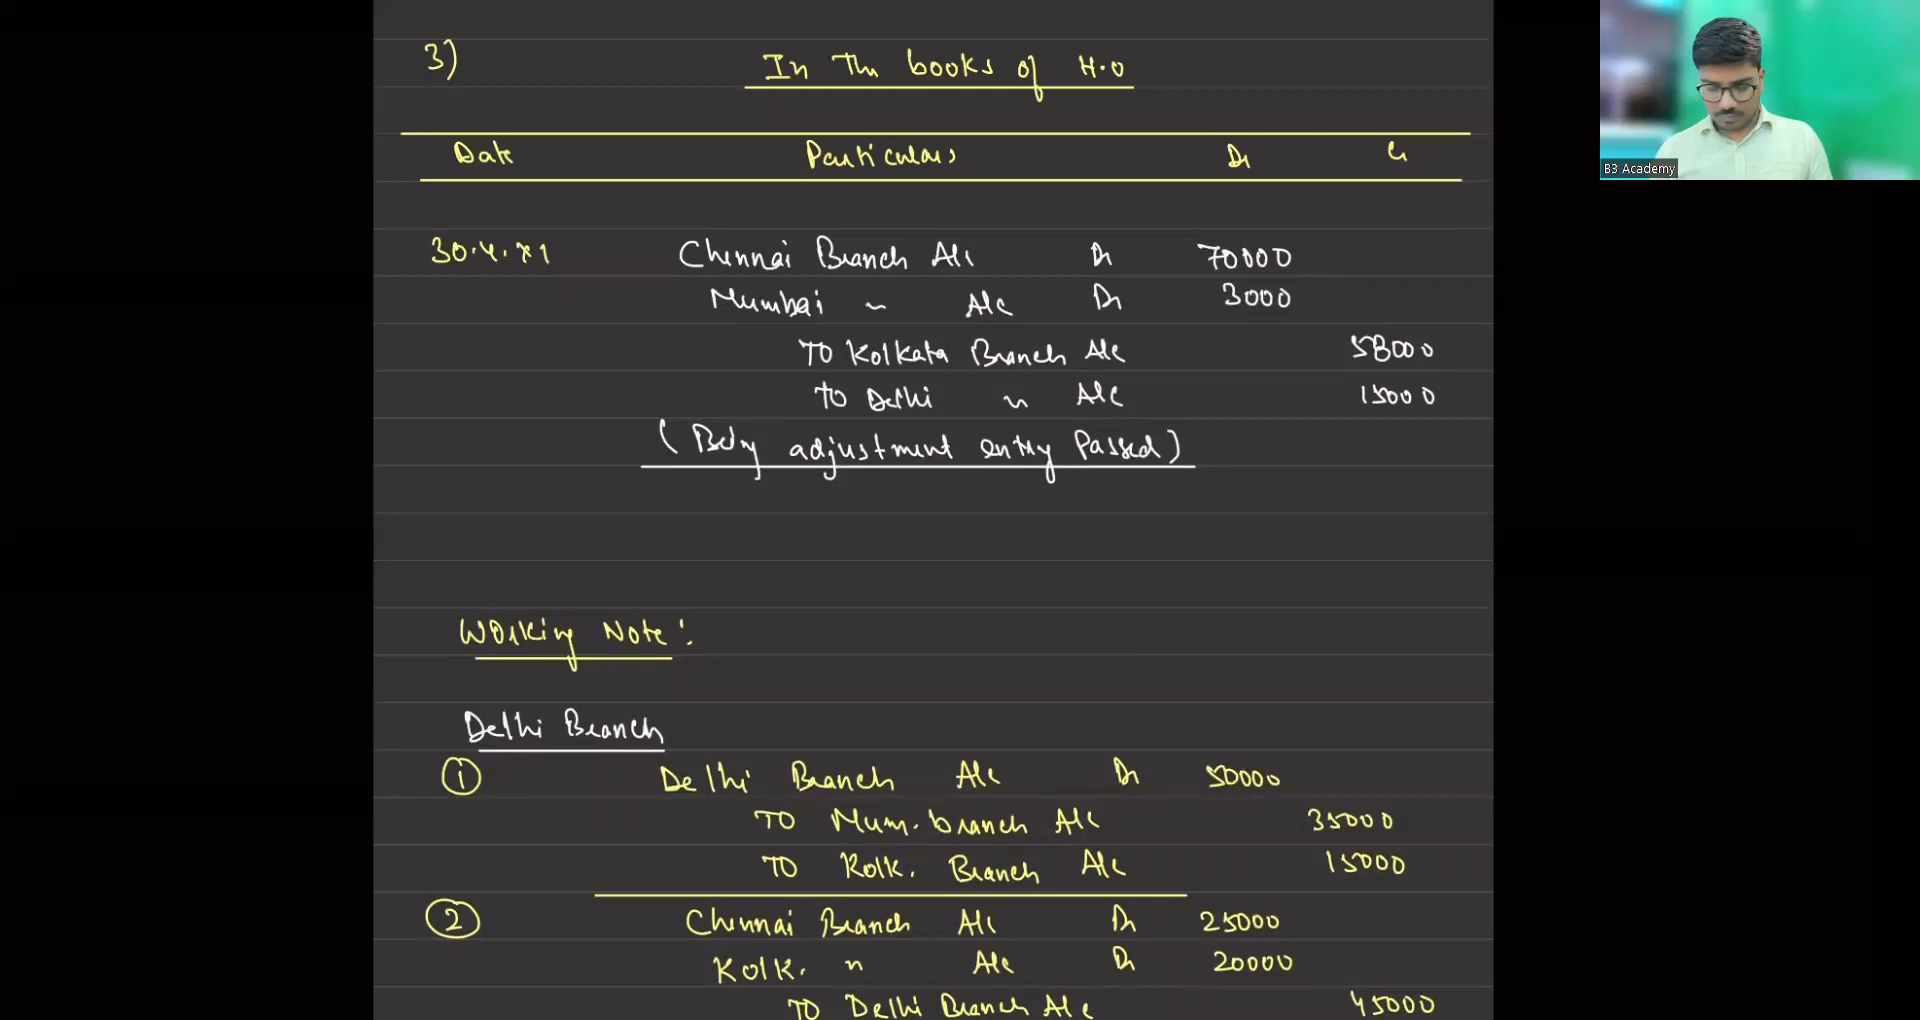 3) In The books of H.O
Date Particulars Dr Cr
30.4.X1 Chennai Branch A/c Dr 70000
Mumbai " A/c Dr 3000
TO Kolkata Branch A/c 58000
TO Delhi " A/c 15000
(Being adjustment entry Passed)
Working Note:
Delhi Branch
① Delhi Branch A/c Dr 50000
TO Mum. branch A/c 35000
TO Kolk. Branch A/c 15000
② Chennai Branch A/c Dr 25000
Kolk. " A/c Dr 20000
TO Delhi Branch A/c 45000
B3 Academy